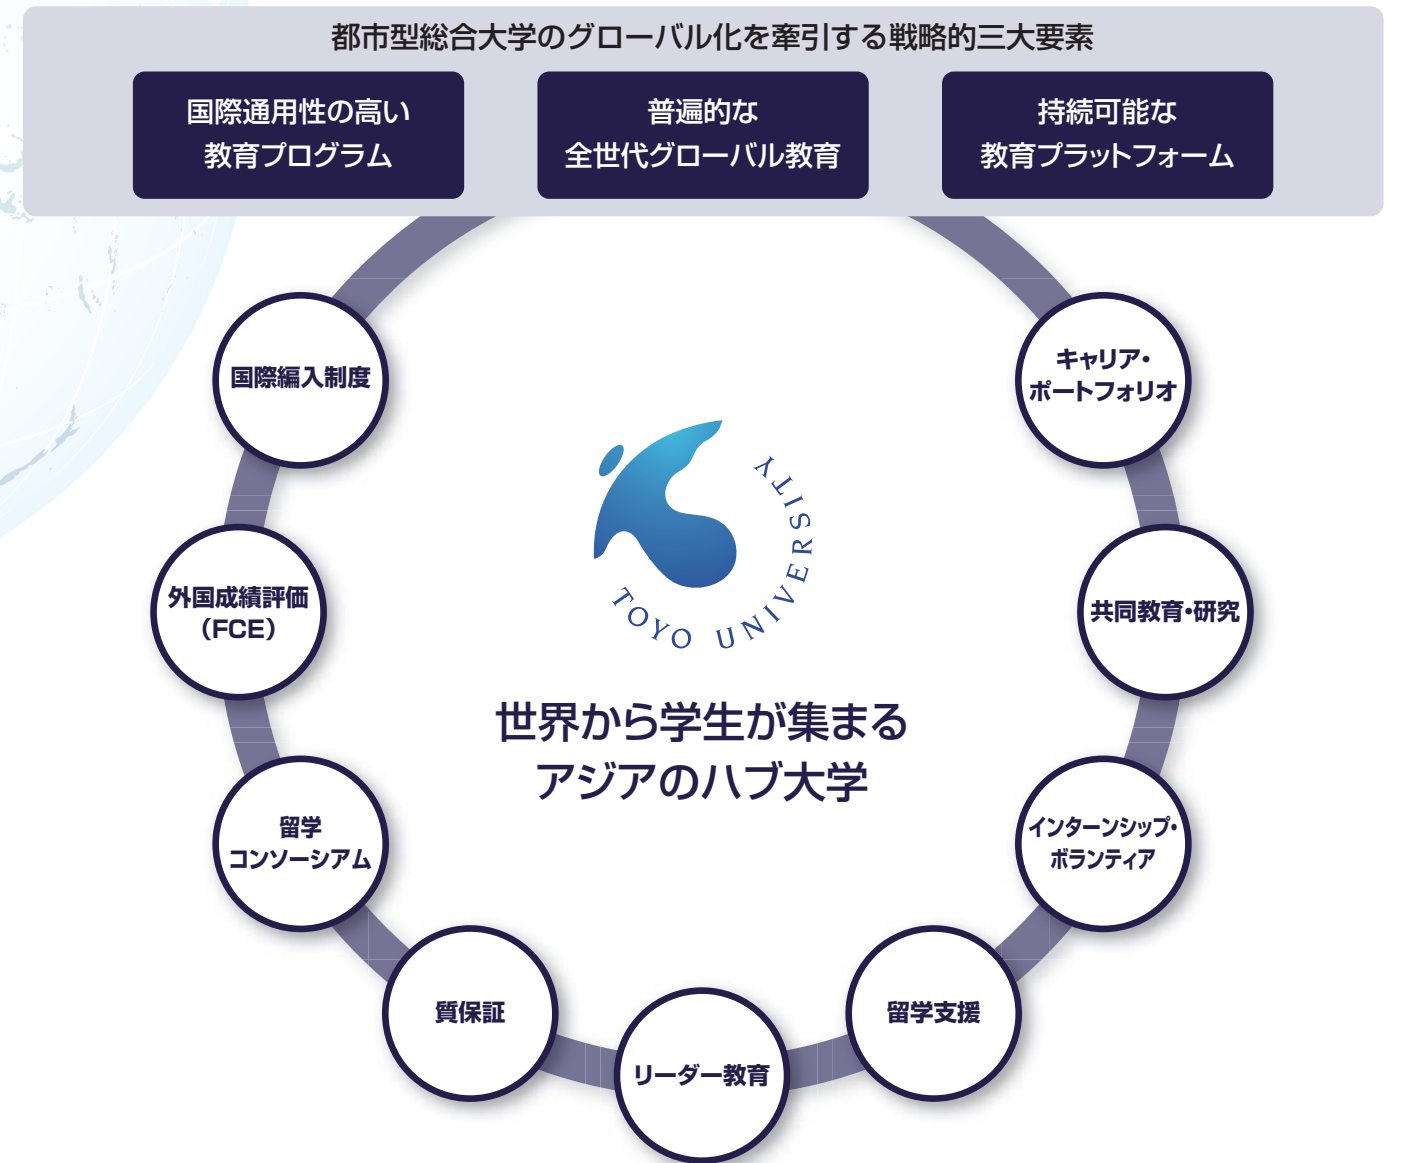 都市型総合大学のグローバル化を牽引する戦略的三大要素
国際通用性の高い
教育プログラム
普遍的な
全世代グローバル教育
持続可能な
教育プラットフォーム
国際編入制度
キャリア・
ポートフォリオ
外国成績評価
（FCE）
共同教育・研究
TOYO UNIVERSITY
世界から学生が集まる
アジアのハブ大学
留学
コンソーシアム
インターンシップ・
ボランティア
質保証
リーダー教育
留学支援